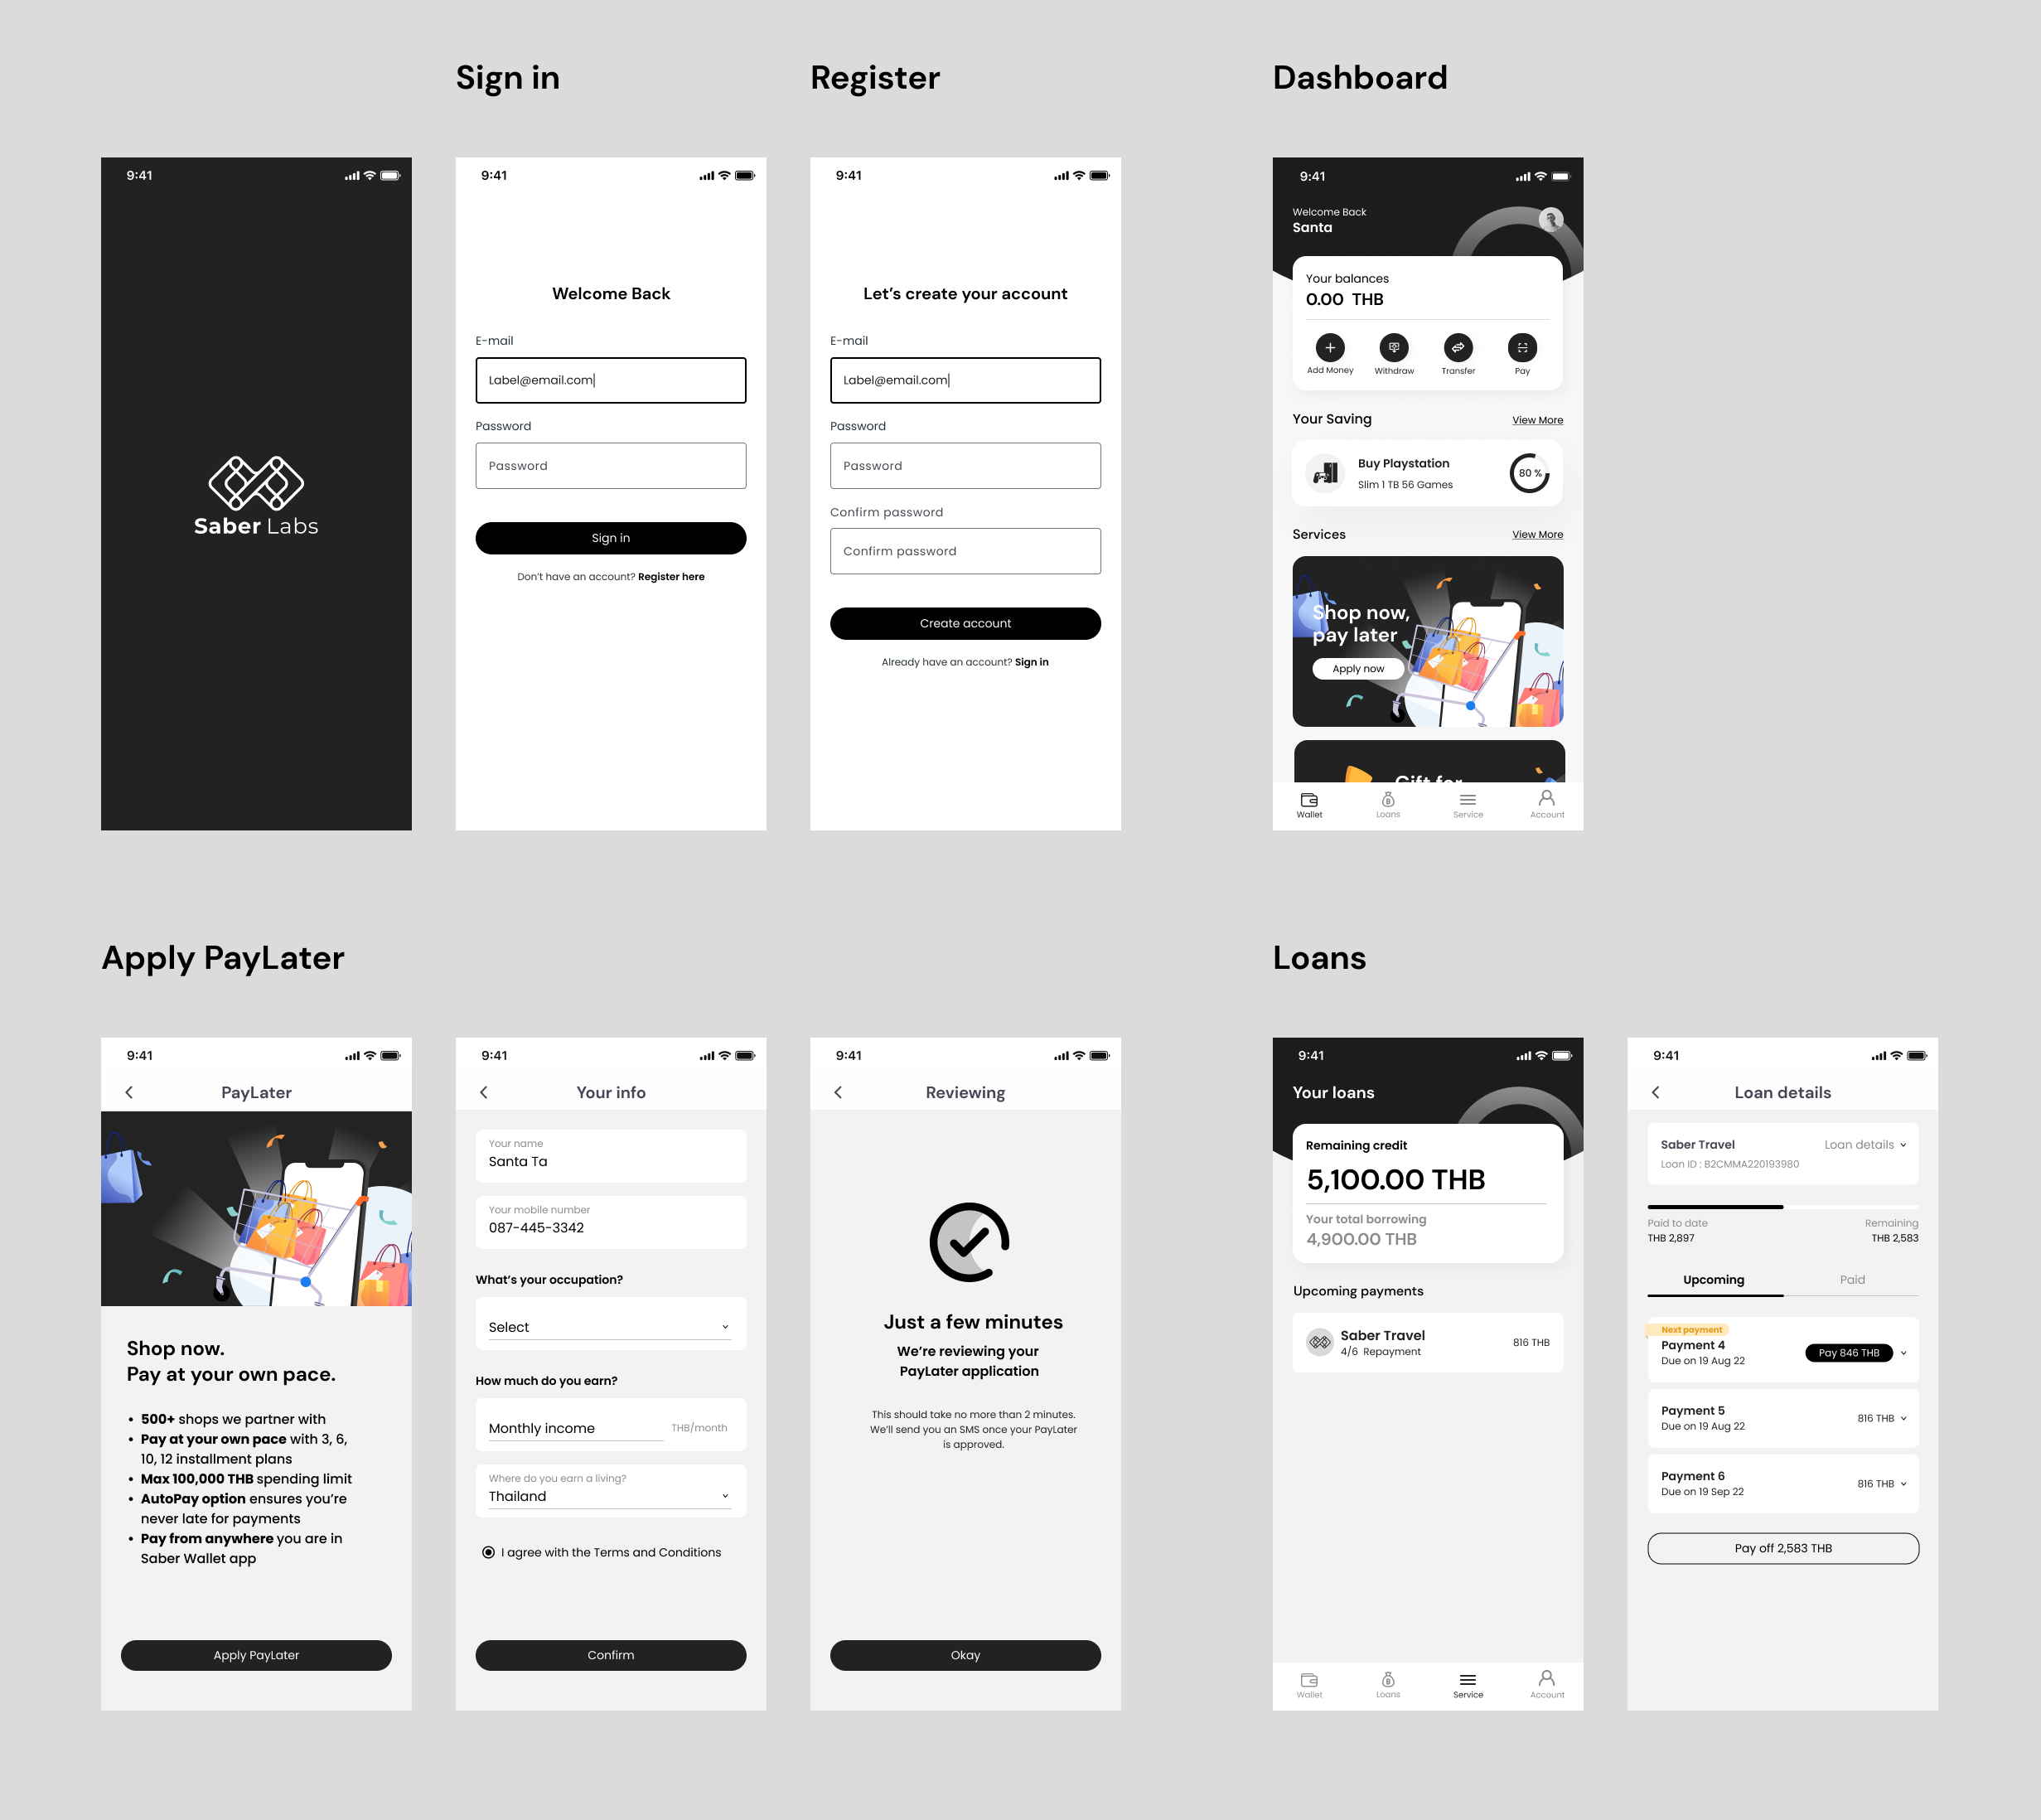 Sign in
Register
Dashboard
9:41
Saber Labs
9:41
Welcome Back
E-mail
Label@email.com
Password
Password
Sign in
Don't have an account? Register here
9:41
Let's create your account
E-mail
Label@email.com
Password
Password
Confirm password
Confirm password
Create account
Already have an account? Sign in
9:41
Welcome Back
Santa
Your balances
0.00 THB
Add Money Withdraw Transfer Pay
Your Saving View More
Buy Playstation
Slim 1 TB 56 Games
80 %
Services View More
Shop now,
pay later
Apply now
Gift for
Wallet Loans Service Account
Apply PayLater
Loans
9:41
PayLater
Shop now.
Pay at your own pace.
• 500+ shops we partner with
• Pay at your own pace with 3, 6,
10, 12 installment plans
• Max 100,000 THB spending limit
• AutoPay option ensures you're
never late for payments
• Pay from anywhere you are in
Saber Wallet app
Apply PayLater
9:41
Your info
Your name
Santa Ta
Your mobile number
087-445-3342
What's your occupation?
Select
How much do you earn?
Monthly income THB/month
Where do you earn a living?
Thailand
I agree with the Terms and Conditions
Confirm
9:41
Reviewing
Just a few minutes
We're reviewing your
PayLater application
This should take no more than 2 minutes.
We'll send you an SMS once your PayLater
is approved.
Okay
9:41
Your loans
Remaining credit
5,100.00 THB
Your total borrowing
4,900.00 THB
Upcoming payments
Saber Travel
4/6 Repayment
816 THB
Wallet Loans Service Account
9:41
Loan details
Saber Travel Loan details
Loan ID : B2CMMA220193980
Paid to date Remaining
THB 2,897 THB 2,583
Upcoming Paid
Next payment
Payment 4
Due on 19 Aug 22
Pay 846 THB
Payment 5
Due on 19 Aug 22
816 THB
Payment 6
Due on 19 Sep 22
816 THB
Pay off 2,583 THB